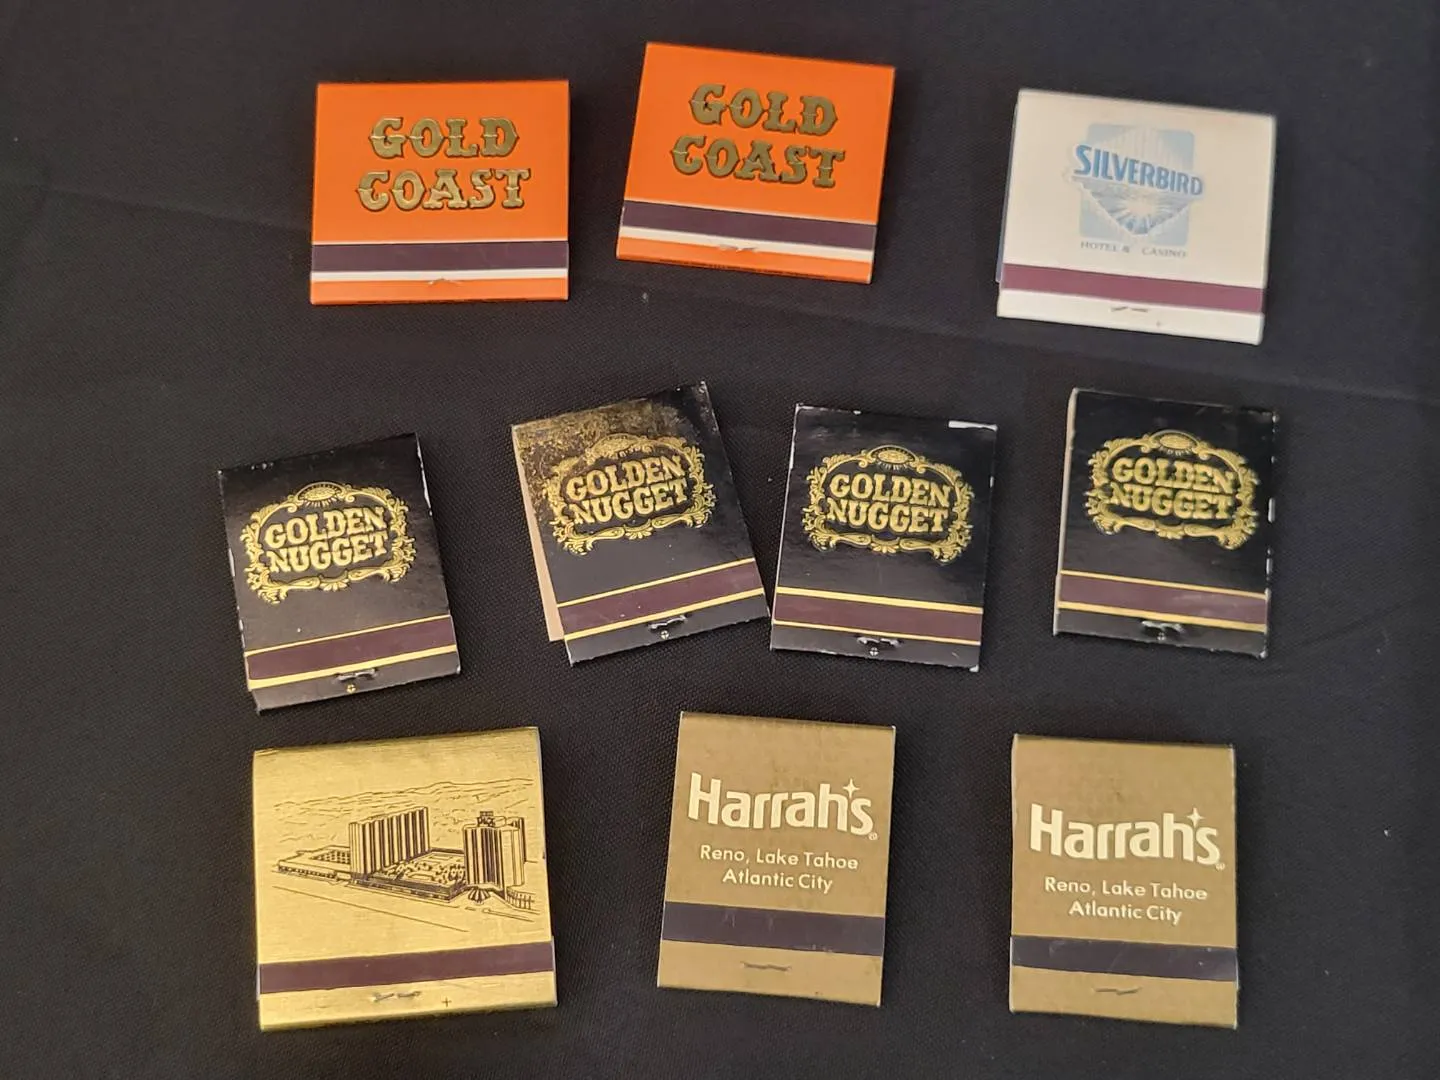 GOLD
COAST
GOLD
COAST
SILVERBIRD
HOTEL & CASINO
GOLDEN
NUGGET
GOLDEN
NUGGET
GOLDEN
NUGGET
GOLDEN
NUGGET
Harrah's
Reno, Lake Tahoe
Atlantic City
Harrah's
Reno, Lake Tahoe
Atlantic City